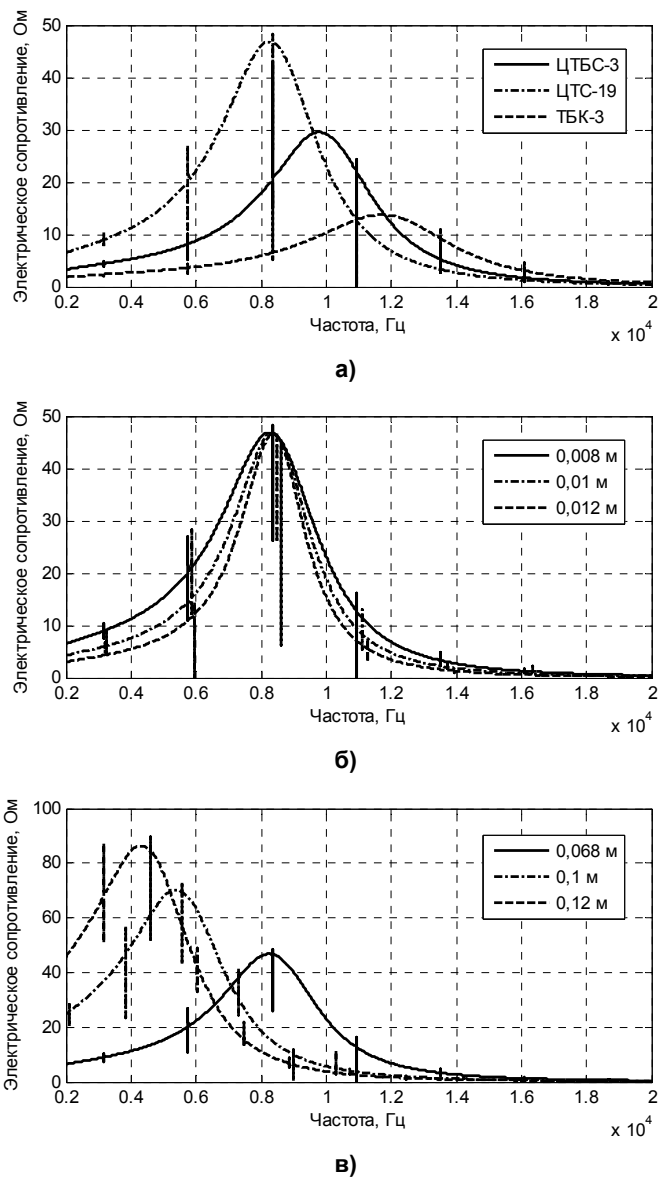 Электрическое сопротивление, Ом
50
40
30
20
10
0
ЦТБС-3
ЦТС-19
ТБК-3
0.2 0.4 0.6 0.8 1 1.2 1.4 1.6 1.8 2
Частота, Гц
x 10^4
а)
Электрическое сопротивление, Ом
50
40
30
20
10
0
0,008 м
0,01 м
0,012 м
0.2 0.4 0.6 0.8 1 1.2 1.4 1.6 1.8 2
Частота, Гц
x 10^4
б)
Электрическое сопротивление, Ом
100
80
60
40
20
0
0,068 м
0,1 м
0,12 м
0.2 0.4 0.6 0.8 1 1.2 1.4 1.6 1.8 2
Частота, Гц
x 10^4
в)